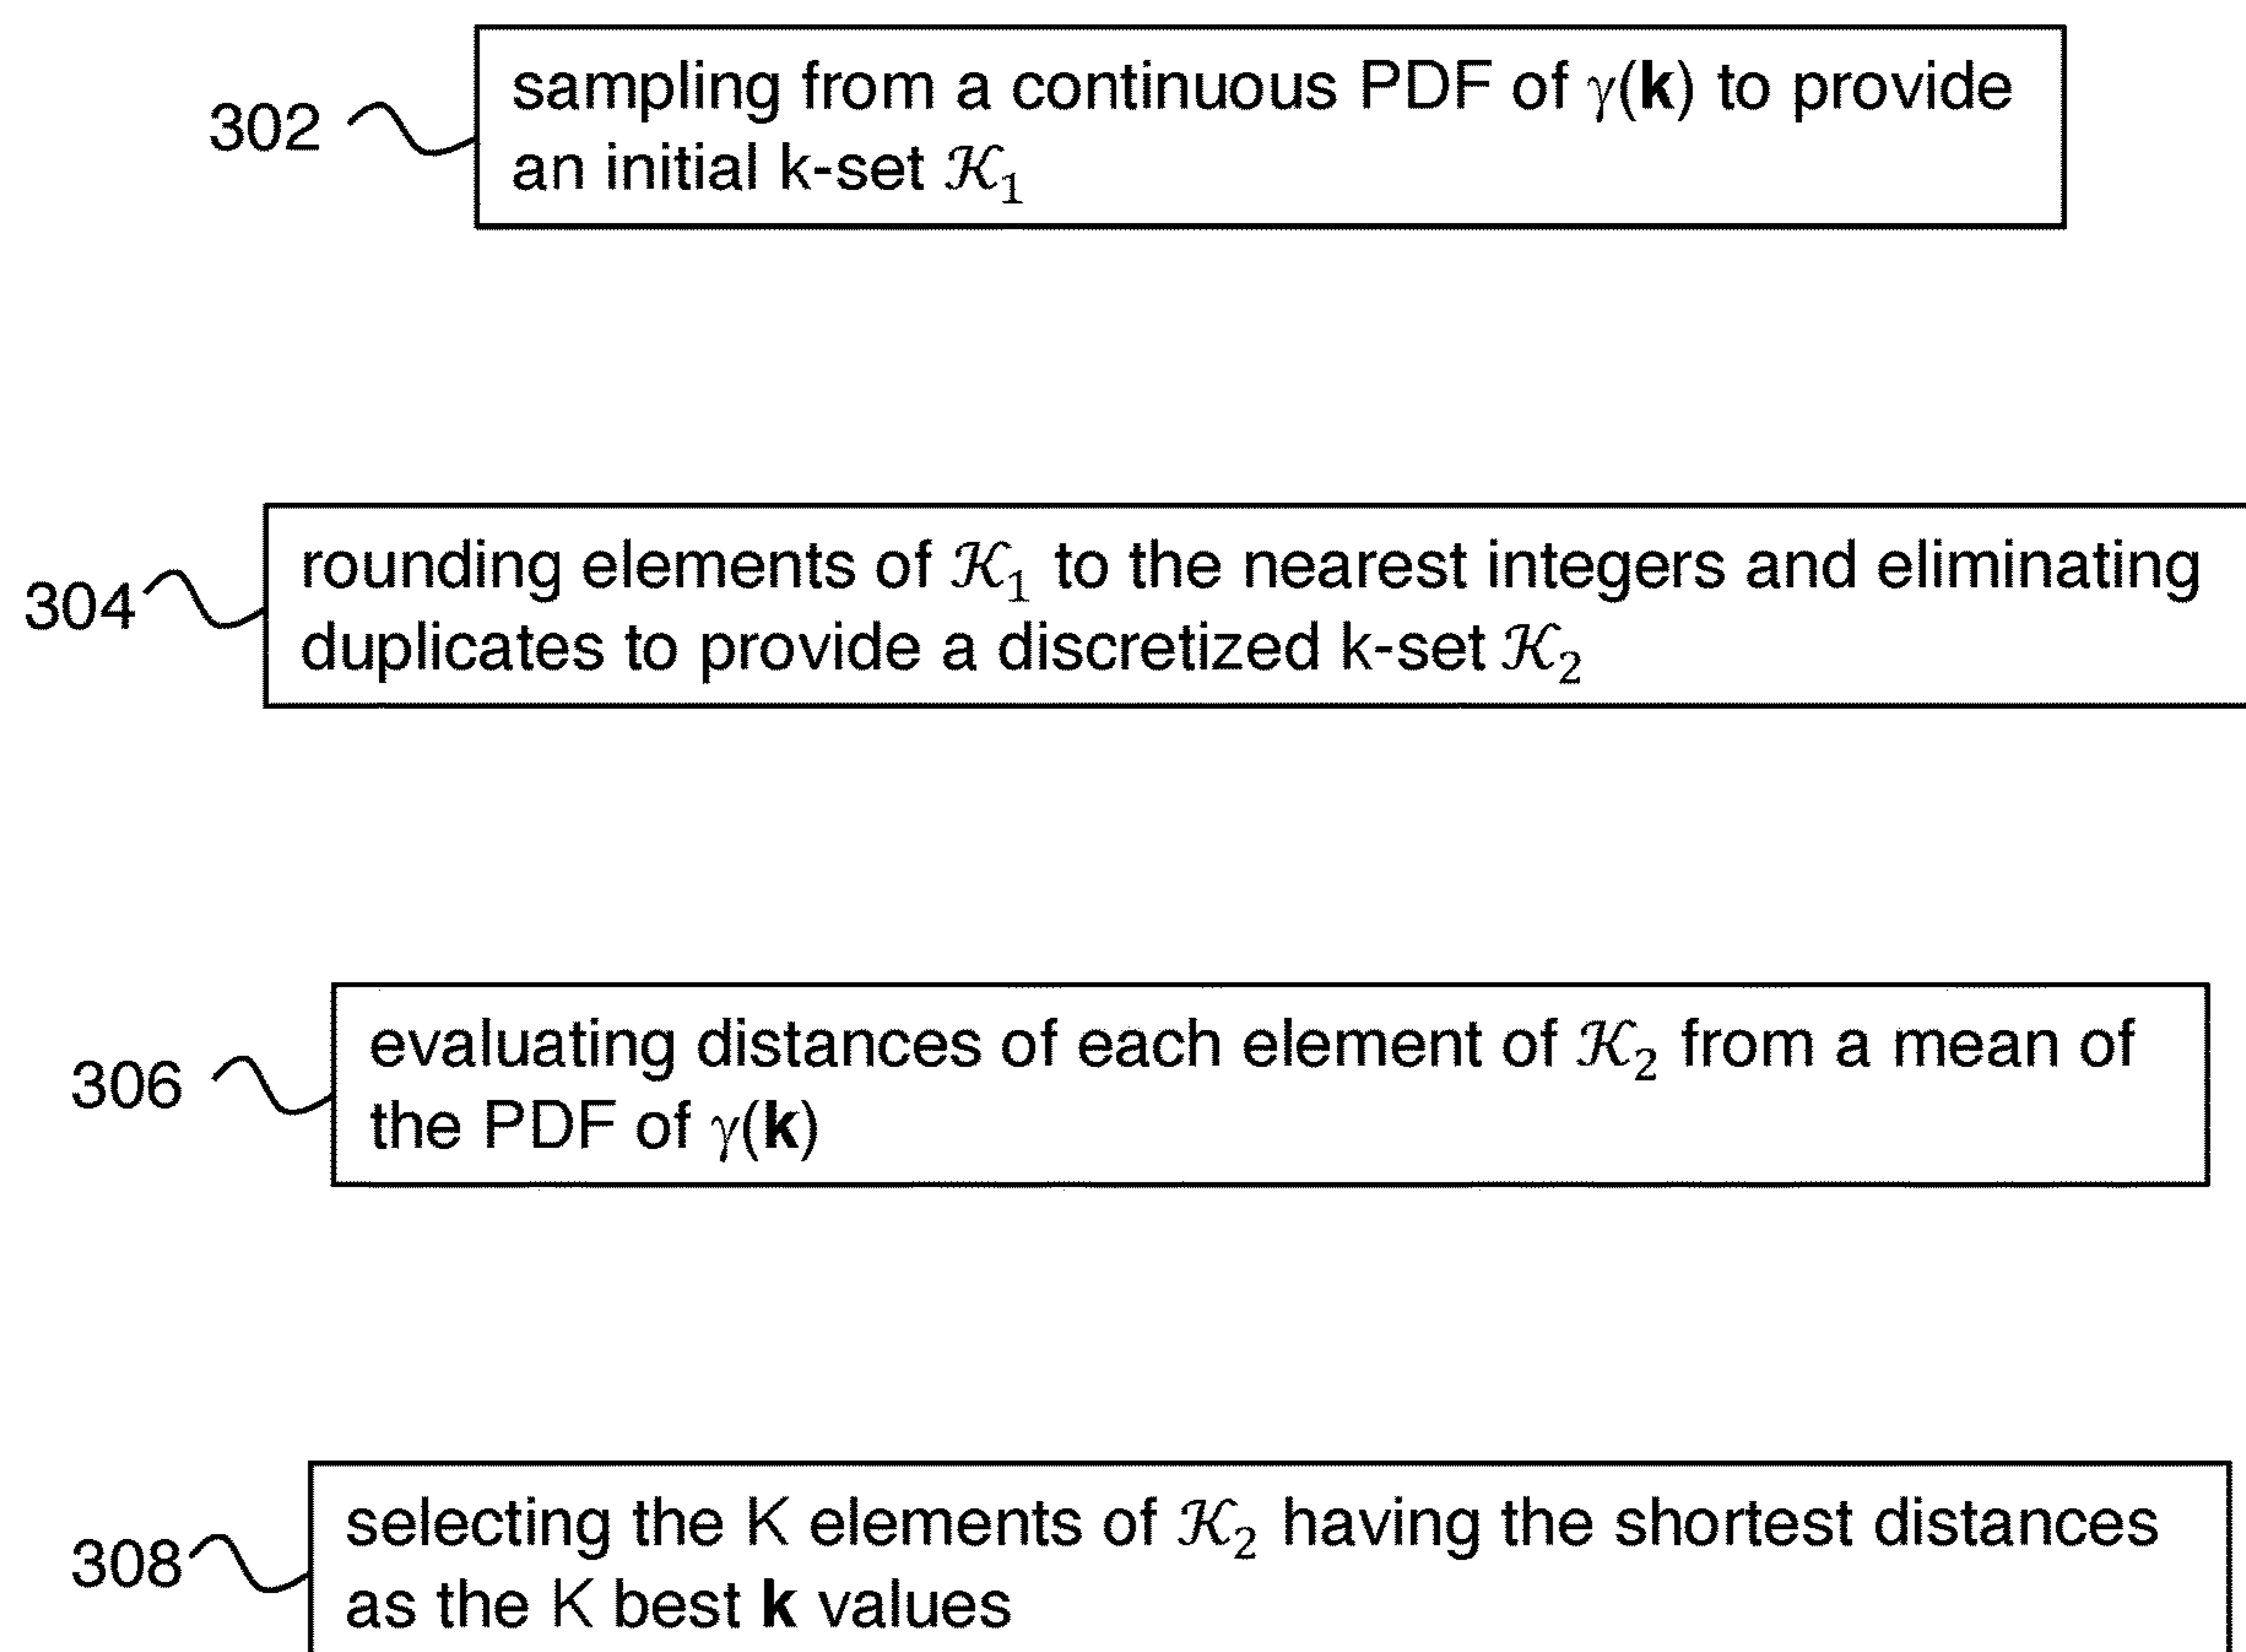 302
sampling from a continuous PDF of γ(𝐤) to provide
an initial k-set 𝒦₁
304
rounding elements of 𝒦₁ to the nearest integers and eliminating
duplicates to provide a discretized k-set 𝒦₂
306
evaluating distances of each element of 𝒦₂ from a mean of
the PDF of γ(𝐤)
308
selecting the K elements of 𝒦₂ having the shortest distances
as the K best 𝐤 values